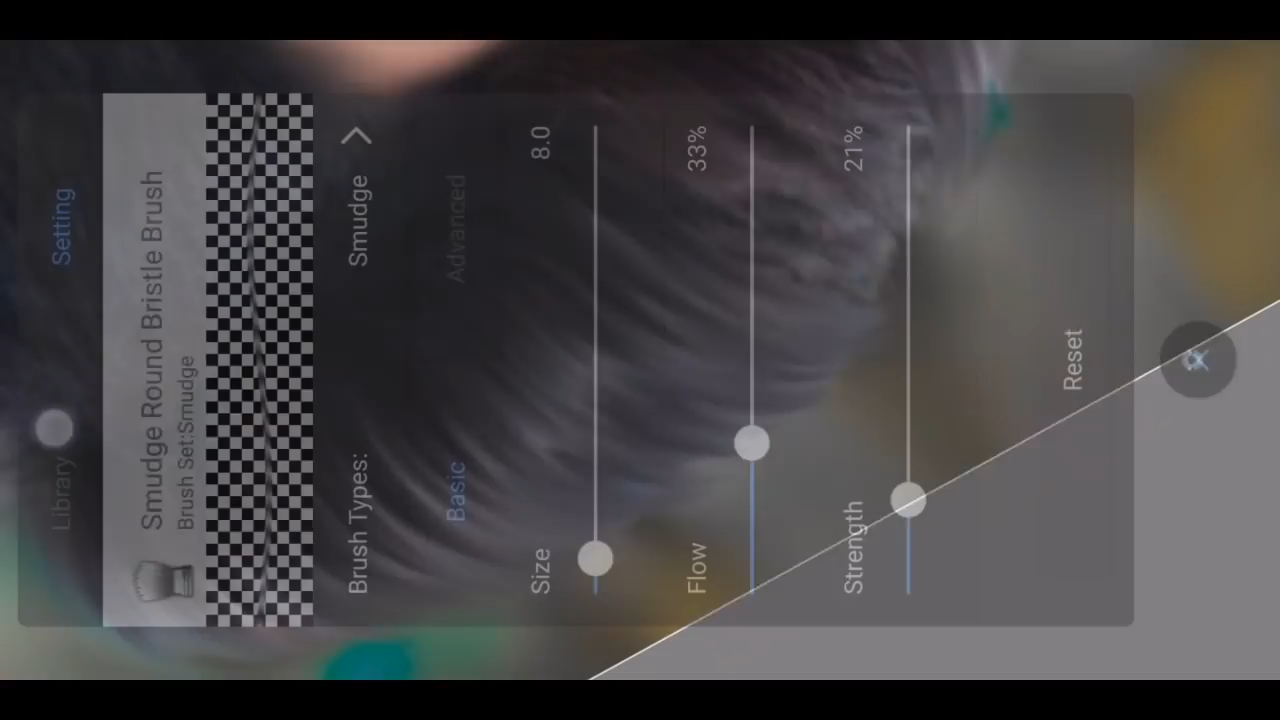 Library
Setting
Smudge Round Bristle Brush
Brush Set:Smudge
Brush Types:
Smudge
Basic
Advanced
Size
8.0
Flow
33%
Strength
21%
Reset